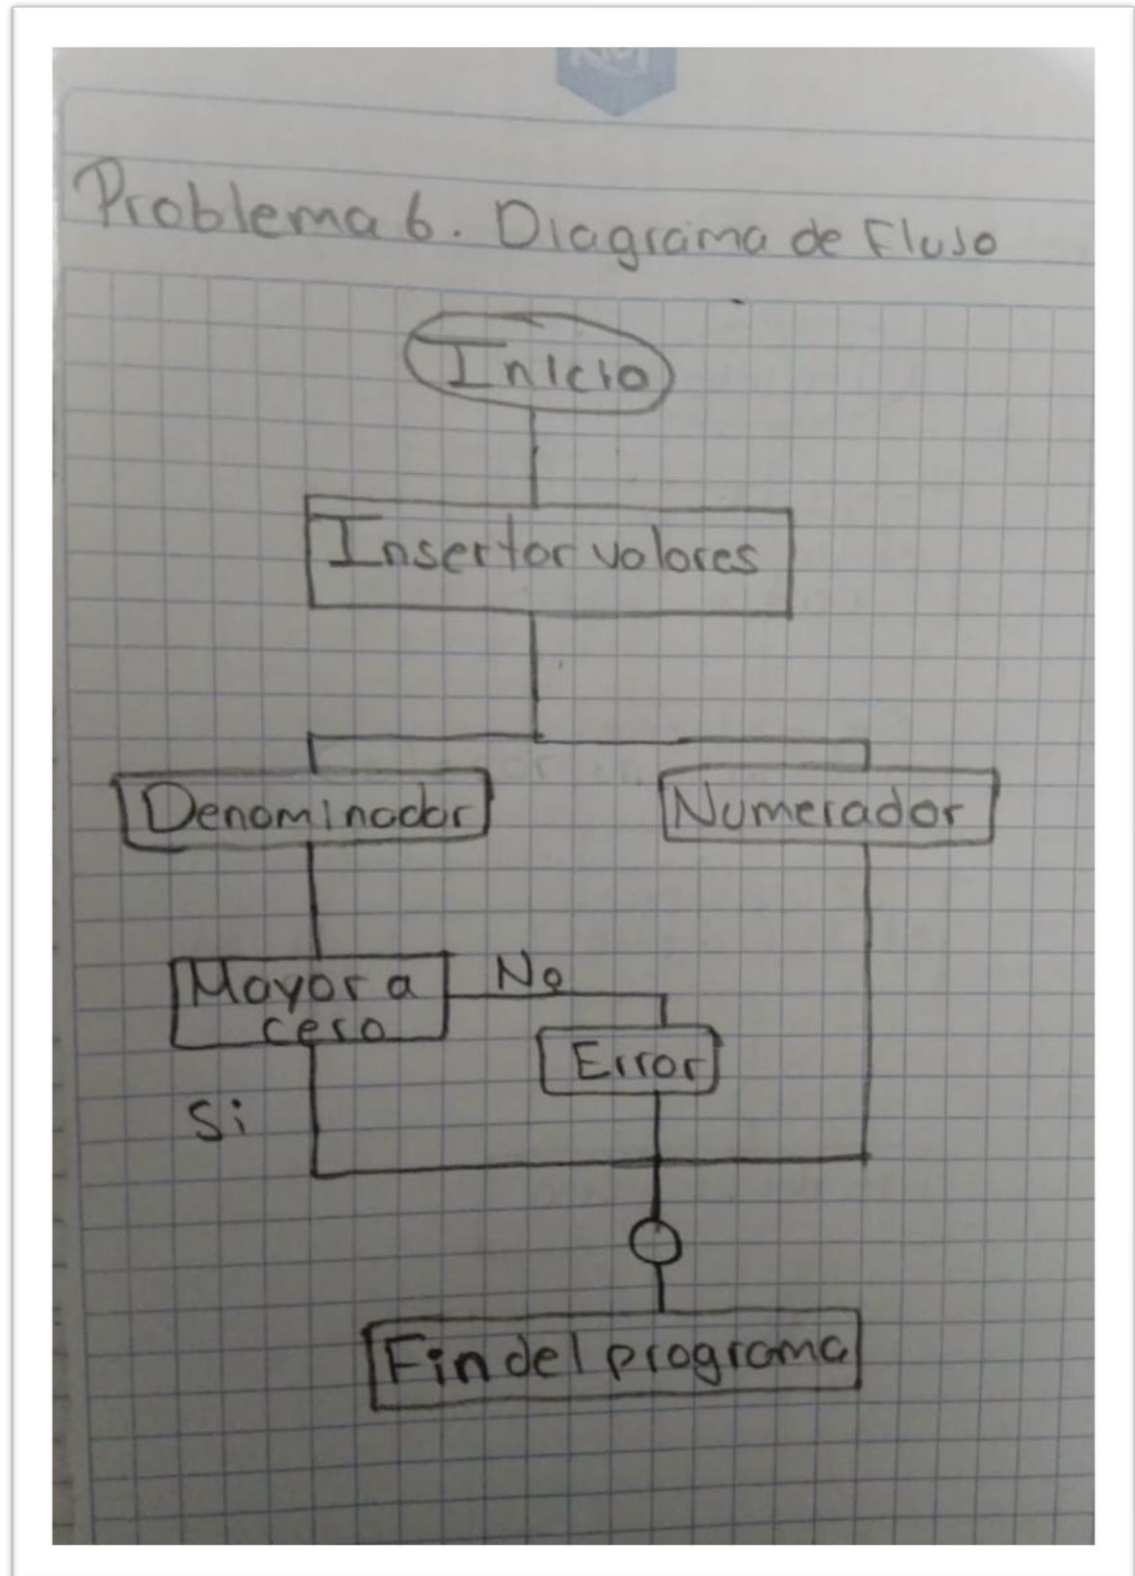 Problema 6. Diagrama de Flujo
Inicio
Insertar valores
Denominador
Numerador
Mayor a
cero
No
Error
Si
Fin del programa